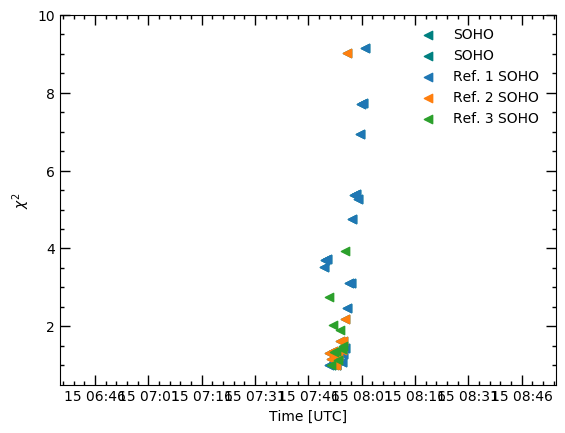 10
8
6
4
2
χ²
SOHO
SOHO
Ref. 1 SOHO
Ref. 2 SOHO
Ref. 3 SOHO
15 06:46 15 07:01 15 07:16 15 07:31 15 07:46 15 08:01 15 08:16 15 08:31 15 08:46
Time [UTC]